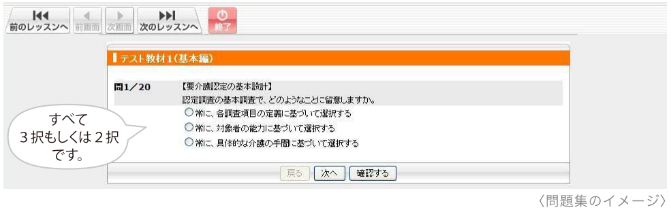 前のレッスンへ
前画面
次画面
次のレッスンへ
終了
テスト教材1(基本編)
問1/20
【要介護認定の基本設計】
認定調査の基本調査で、どのようなことに留意しますか。
常に、各調査項目の定義に基づいて選択する
常に、対象者の能力に基づいて選択する
常に、具体的な介護の手間に基づいて選択する
すべて
3択もしくは2択
です。
戻る
次へ
確認する
〈問題集のイメージ〉